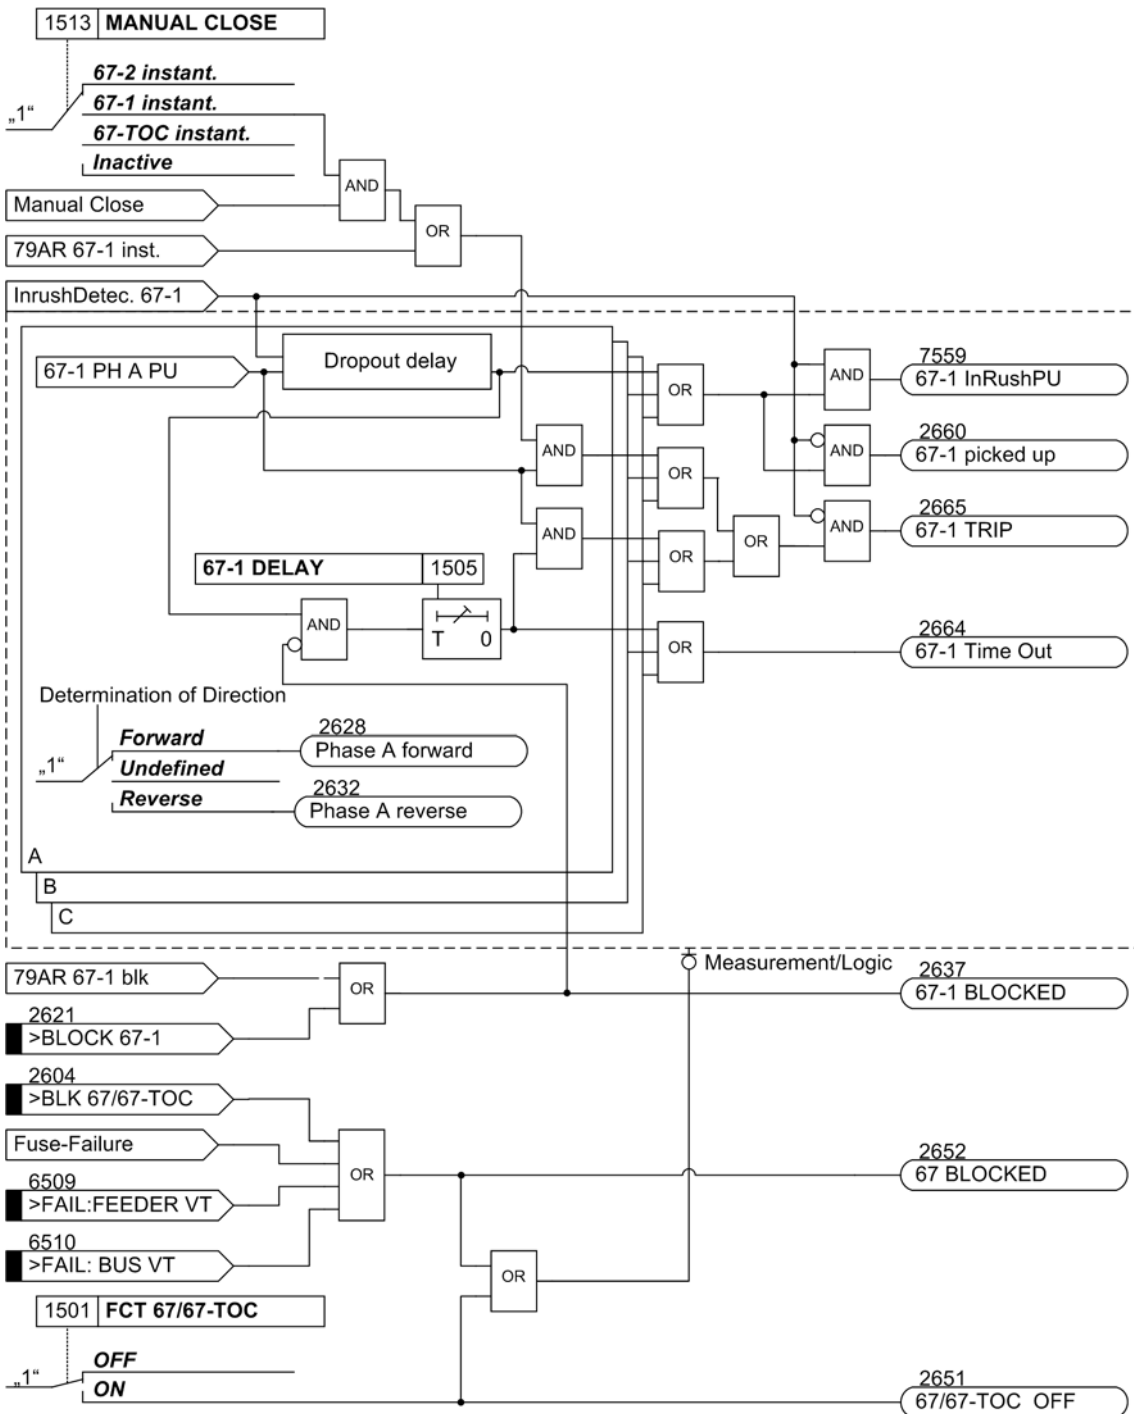 1513 MANUAL CLOSE
67-2 instant.
„1“
67-1 instant.
67-TOC instant.
Inactive
AND
Manual Close
OR
79AR 67-1 inst.
InrushDetec. 67-1
67-1 PH A PU
Dropout delay
OR
AND
7559
67-1 InRushPU
AND
OR
AND
2660
67-1 picked up
AND
OR
OR
AND
2665
67-1 TRIP
67-1 DELAY 1505
AND
T 0
OR
2664
67-1 Time Out
Determination of Direction
„1“
Forward
2628
Phase A forward
Undefined
Reverse
2632
Phase A reverse
A
B
C
Measurement/Logic
79AR 67-1 blk
OR
2637
67-1 BLOCKED
2621
>BLOCK 67-1
2604
>BLK 67/67-TOC
Fuse-Failure
OR
2652
67 BLOCKED
6509
>FAIL:FEEDER VT
6510
>FAIL: BUS VT
OR
1501 FCT 67/67-TOC
„1“
OFF
ON
2651
67/67-TOC OFF